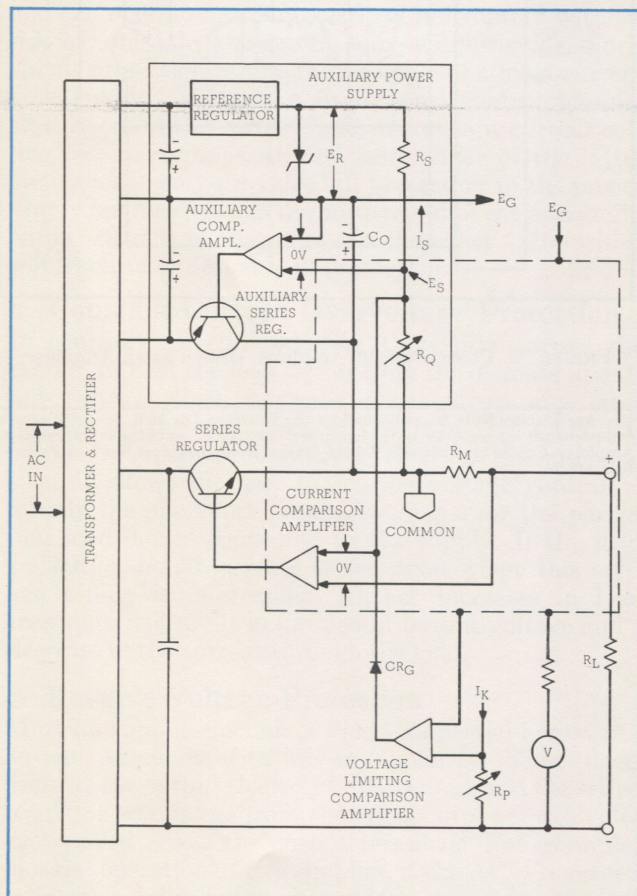 AUXILIARY POWER
SUPPLY
REFERENCE
REGULATOR
-
+
E_R
R_S
E_G
AUXILIARY
COMP.
AMPL.
0V
-
+
C_O
I_S
E_G
-
+
E_S
AUXILIARY
SERIES
REG.
R_Q
TRANSFORMER & RECTIFIER
AC
IN
SERIES
REGULATOR
R_M
+
CURRENT
COMPARISON
AMPLIFIER
COMMON
0V
CR_G
I_K
R_L
V
VOLTAGE
LIMITING
COMPARISON
AMPLIFIER
R_P
-